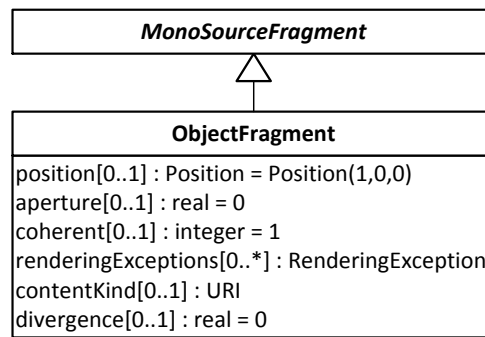 MonoSourceFragment
ObjectFragment
position[0..1] : Position = Position(1,0,0)
aperture[0..1] : real = 0
coherent[0..1] : integer = 1
renderingExceptions[0..*] : RenderingException
contentKind[0..1] : URI
divergence[0..1] : real = 0